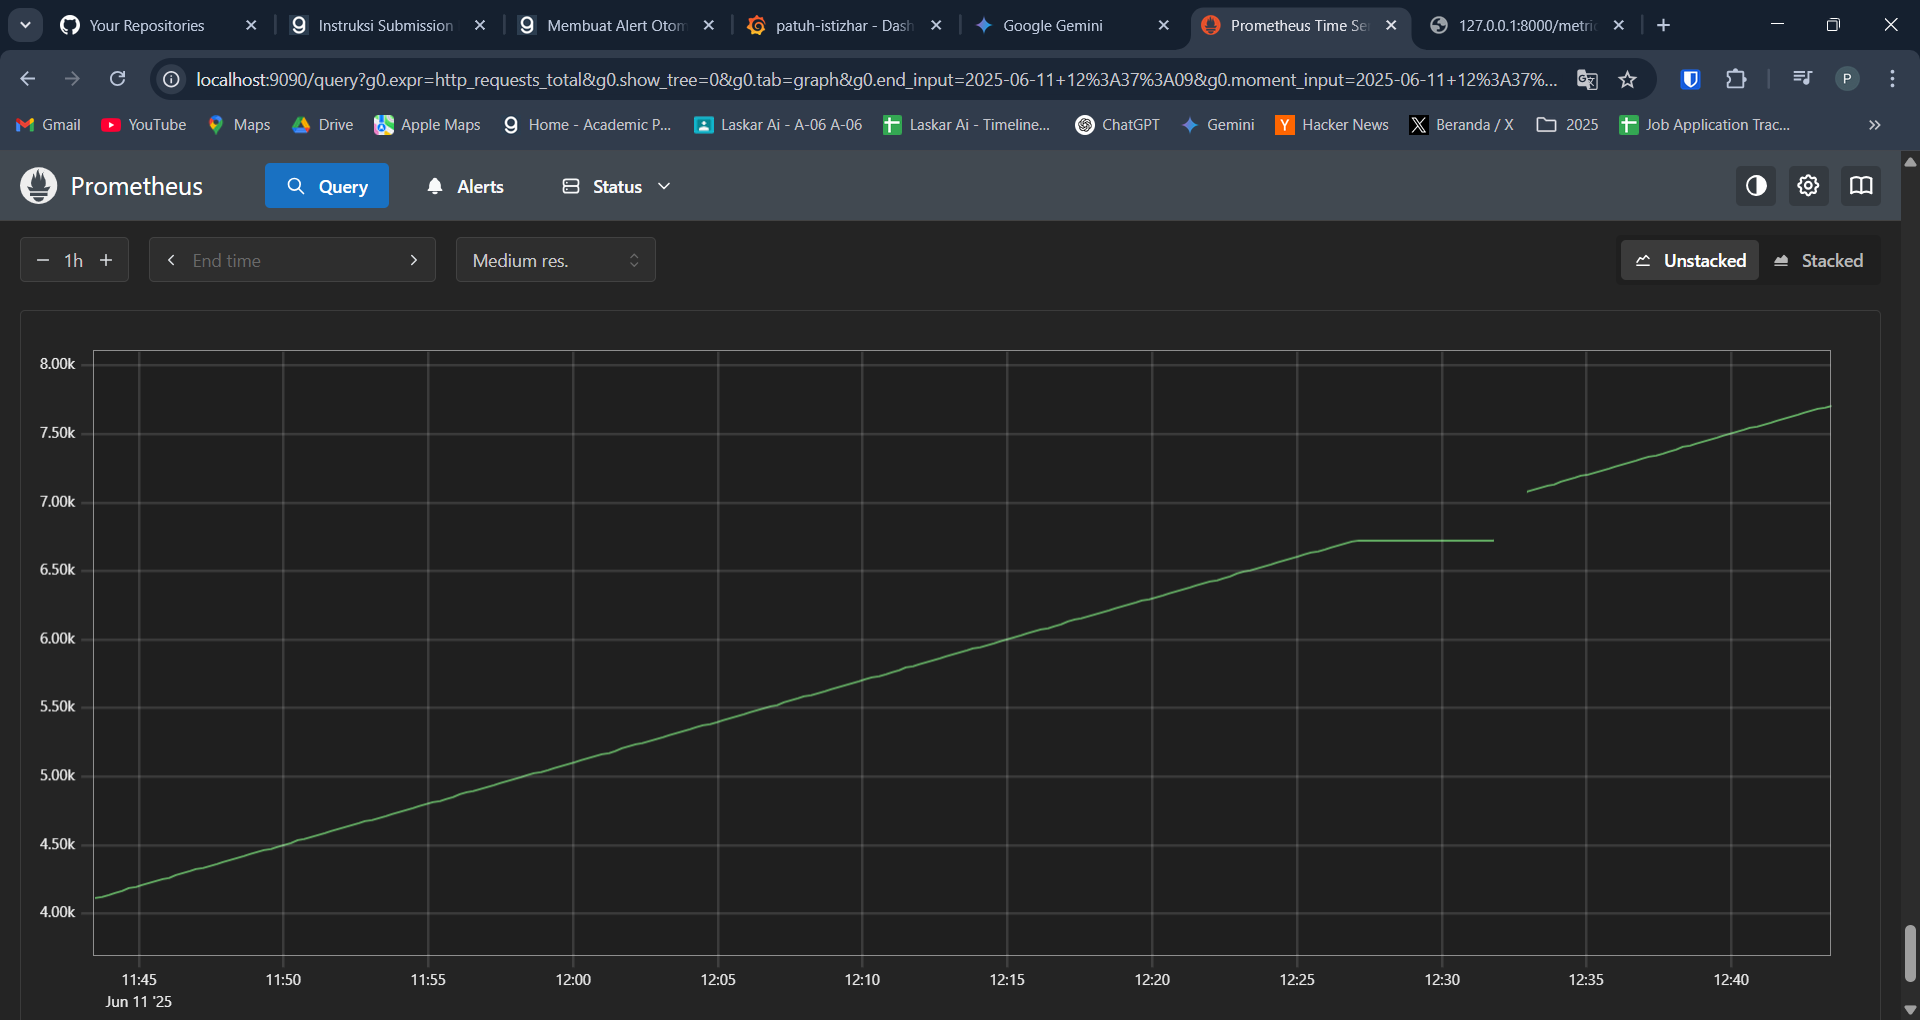 Your Repositories
Instruksi Submission
Membuat Alert Otom
patuh-istizhar - Dash
Google Gemini
Prometheus Time Se
127.0.0.1:8000/metri
localhost:9090/query?g0.expr=http_requests_total&g0.show_tree=0&g0.tab=graph&g0.end_input=2025-06-11+12%3A37%3A09&g0.moment_input=2025-06-11+12%3A37%...
P
Gmail
YouTube
Maps
Drive
Apple Maps
Home - Academic P...
Laskar Ai - A-06 A-06
Laskar Ai - Timeline...
ChatGPT
Gemini
Hacker News
Beranda / X
2025
Job Application Trac...
Prometheus
Query
Alerts
Status
1h
End time
Medium res.
Unstacked
Stacked
8.00k
7.50k
7.00k
6.50k
6.00k
5.50k
5.00k
4.50k
4.00k
11:45 11:50 11:55 12:00 12:05 12:10 12:15 12:20 12:25 12:30 12:35 12:40
Jun 11 '25